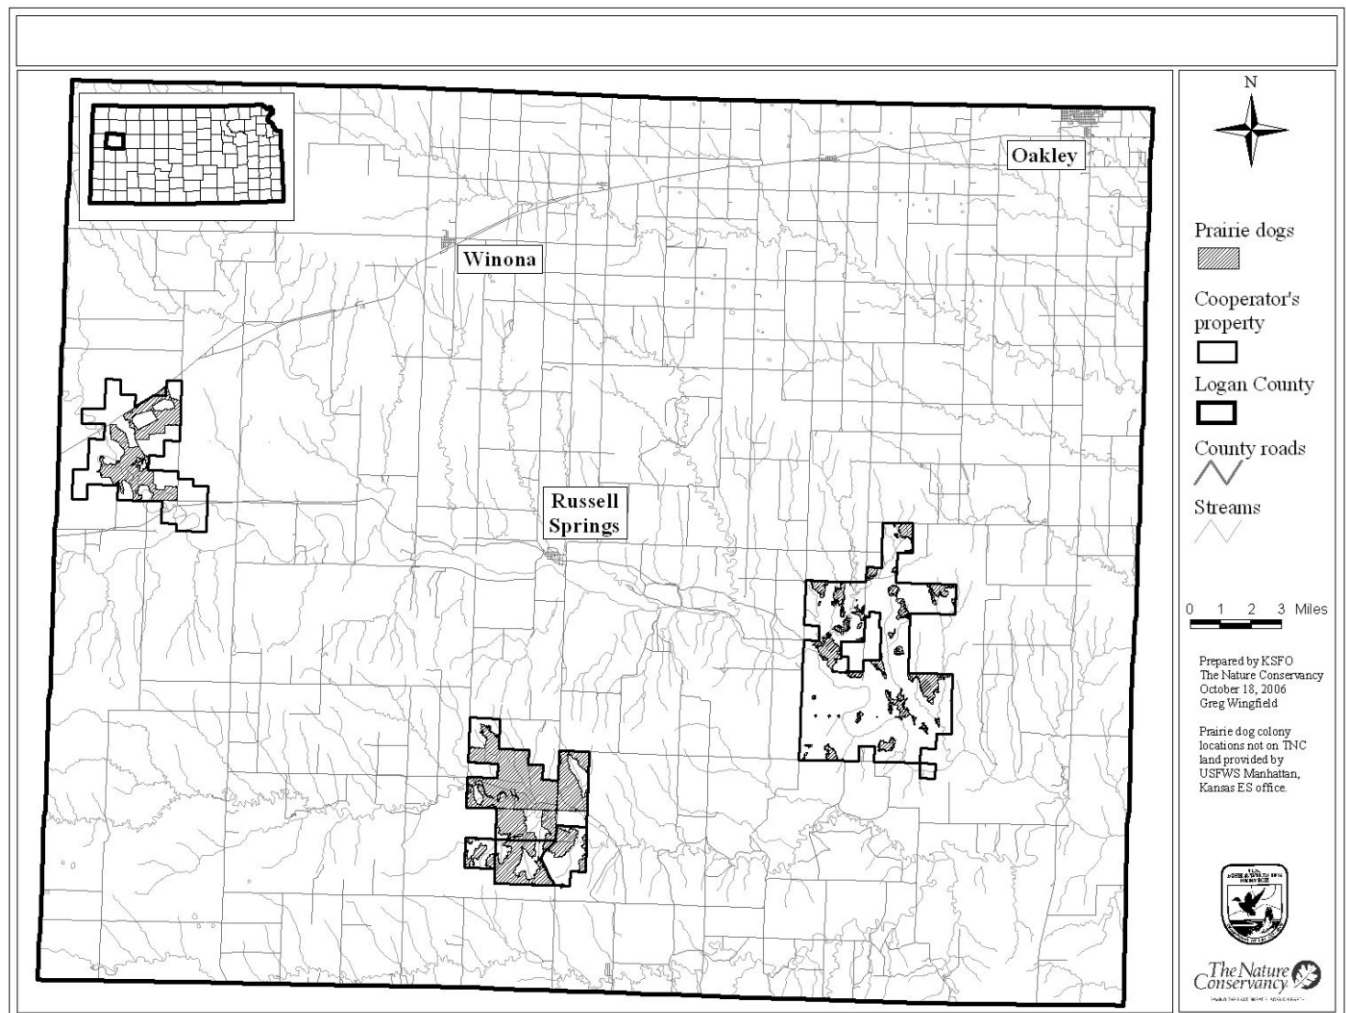 Oakley
Winona
Russell
Springs
N
Prairie dogs
Cooperator's
property
Logan County
County roads
Streams
0 1 2 3 Miles
Prepared by KSFO
The Nature Conservancy
October 18, 2006
Greg Wingfield
Prairie dog colony
locations not on TNC
land provided by
USFWS Manhattan,
Kansas ES office.
The Nature
Conservancy